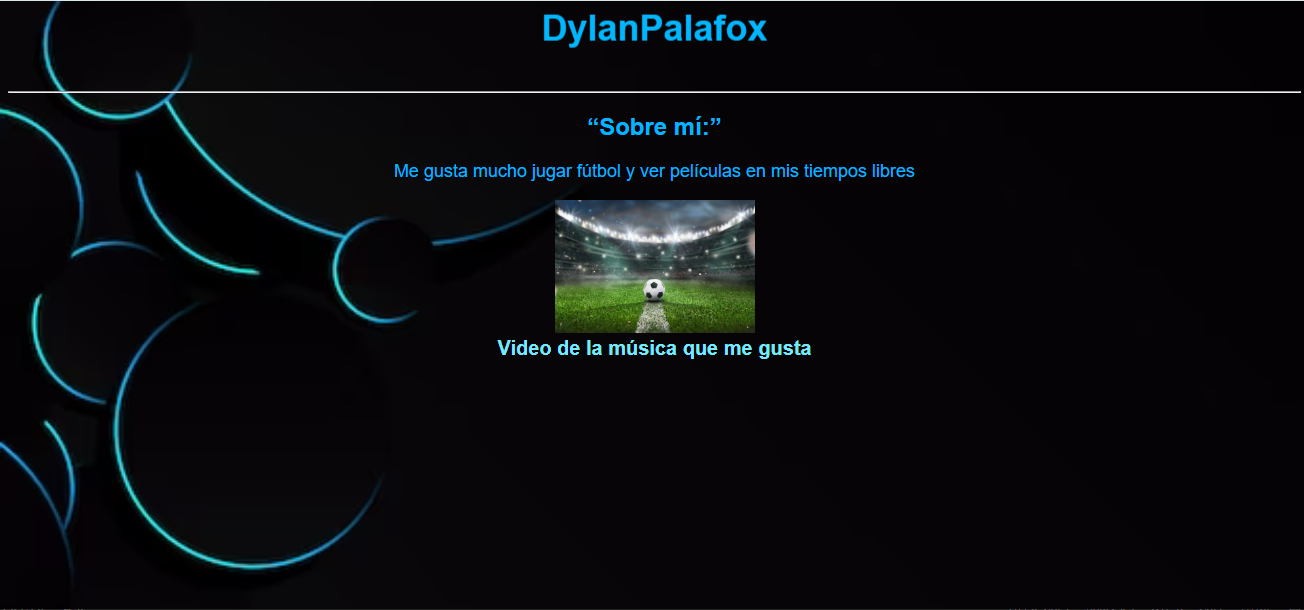 DylanPalafox
“Sobre mí:”
Me gusta mucho jugar fútbol y ver películas en mis tiempos libres
Video de la música que me gusta